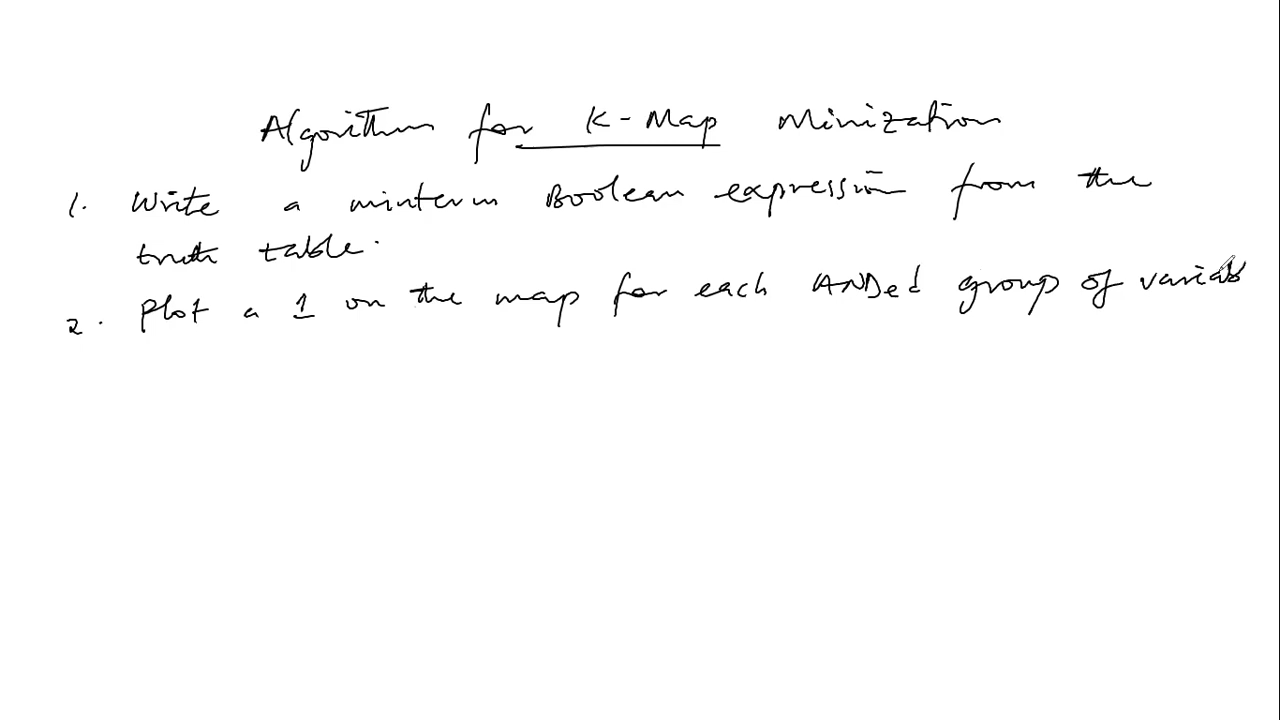 Algorithm for K-Map Minization
1. Write a minterm Boolean expression from the
truth table.
2. Plot a 1 on the map for each ANDed group of